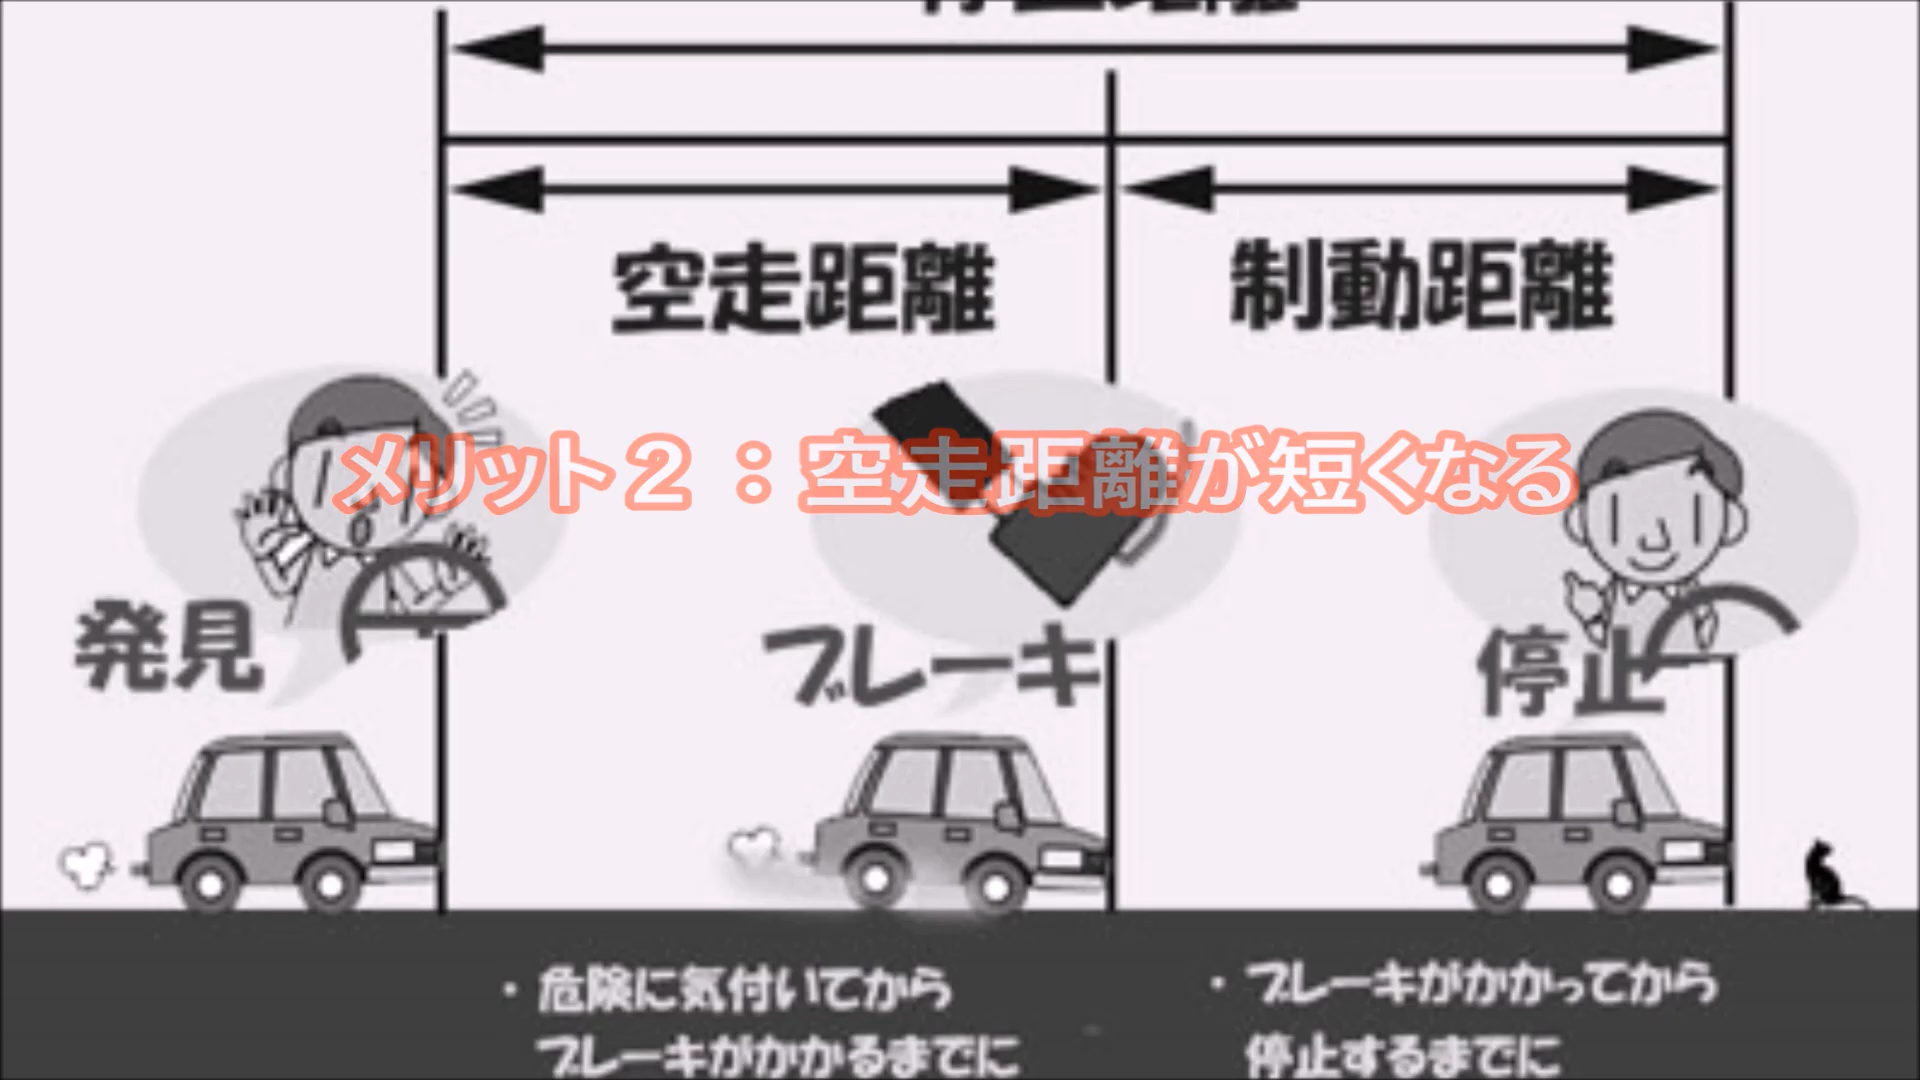 空走距離
制動距離
メリット２：空走距離が短くなる
発見
ブレーキ
停止
・危険に気付いてから
ブレーキがかかるまでに
・ブレーキがかかってから
停止するまでに